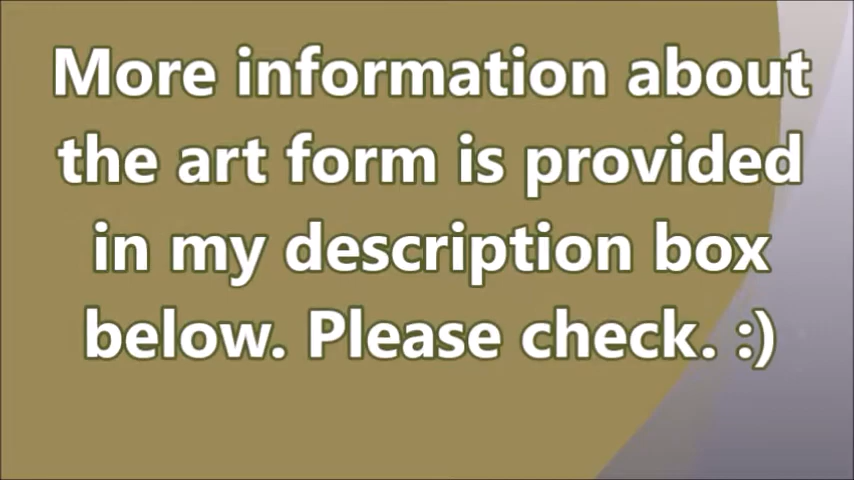 More information about
the art form is provided
in my description box
below. Please check. :)